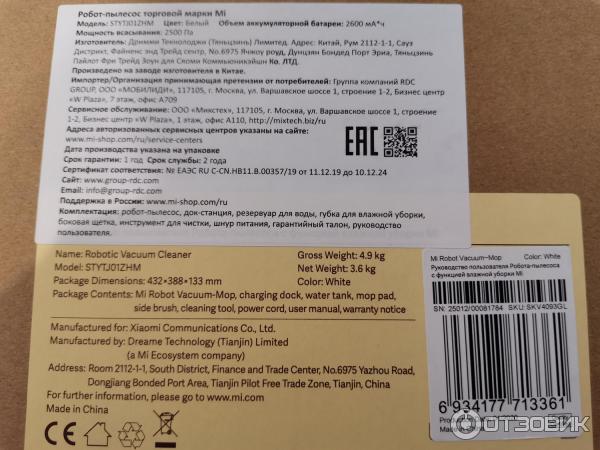 Робот-пылесос торговой марки Mi
Модель: STYTJ01ZHM Цвет: Белый Объем аккумуляторной батареи: 2600 мА*ч
Мощность всасывания: 2500 Па
Изготовитель: Дримми Текнолоджи (Тяньцзинь) Лимитед. Адрес: Китай, Рум 2112-1-1, Сауз
Дистрикт, Файненс энд Трейд сентр, No.6975 Ячжоу роуд, Дунцзян Бондед Порт Эриа, Тяньцзинь
Пайлот Фри Трейд Зоун для Сяоми Коммьюникэйшн Ко. ЛТД.
Произведено на заводе изготовителя в Китае.
Импортер/Организация принимающая претензии от потребителей: Группа компаний RDC
GROUP, ООО «МОБИЛИДИ» 117105, г. Москва, ул. Варшавское шоссе 1, строение 1-2, Бизнес центр
«W Plaza», 7 этаж, офис А709
Сервисное обслуживание: ООО «Микстек», 117105, г. Москва, ул. Варшавское шоссе, 1, строение
1-2, Бизнес центр «W Plaza», 1 этаж, офис А110, http://mixtech.biz/ru
Адреса авторизованных сервисных центров указаны на сайте:
www.mi-shop.com/ru/service-centers
Дата производства указана на упаковке
Срок гарантии: 1 год Срок службы: 2 года
Сертификат соответствия: № ЕАЭС RU C-CN.HB11.B.00357/19 от 11.12.19 до 10.12.24
Сайт: www.group-rdc.com
Email: info@group-rdc.com
Поддержка в России: www.mi-shop.com/ru
Комплектация: робот-пылесос, док-станция, резервуар для воды, губка для влажной уборки,
боковая щетка, инструмент для чистки, шнур питания, гарантийный талон, руководство
пользователя.
EAC
Name: Robotic Vacuum Cleaner Gross Weight: 4.9 kg
Model: STYTJ01ZHM Net Weight: 3.6 kg
Package Dimensions: 432×388×133 mm Color: White
Package Contents: Mi Robot Vacuum-Mop, charging dock, water tank, mop pad,
side brush, cleaning tool, power cord, user manual, warranty notice
Manufactured for: Xiaomi Communications Co., Ltd.
Manufactured by: Dreame Technology (Tianjin) Limited
(a Mi Ecosystem company)
Address: Room 2112-1-1, South District, Finance and Trade Center, No.6975 Yazhou Road,
Dongjiang Bonded Port Area, Tianjin Pilot Free Trade Zone, Tianjin, China
For further information, please go to www.mi.com
Made in China
Mi Robot Vacuum-Mop Color: White
Руководство пользователя Робота-пылесоса
с функцией влажной уборки Mi
SN: 25012/00081784 SKU: SKV4093GL
6 934177 713361
Made in China
ОТЗОВИК